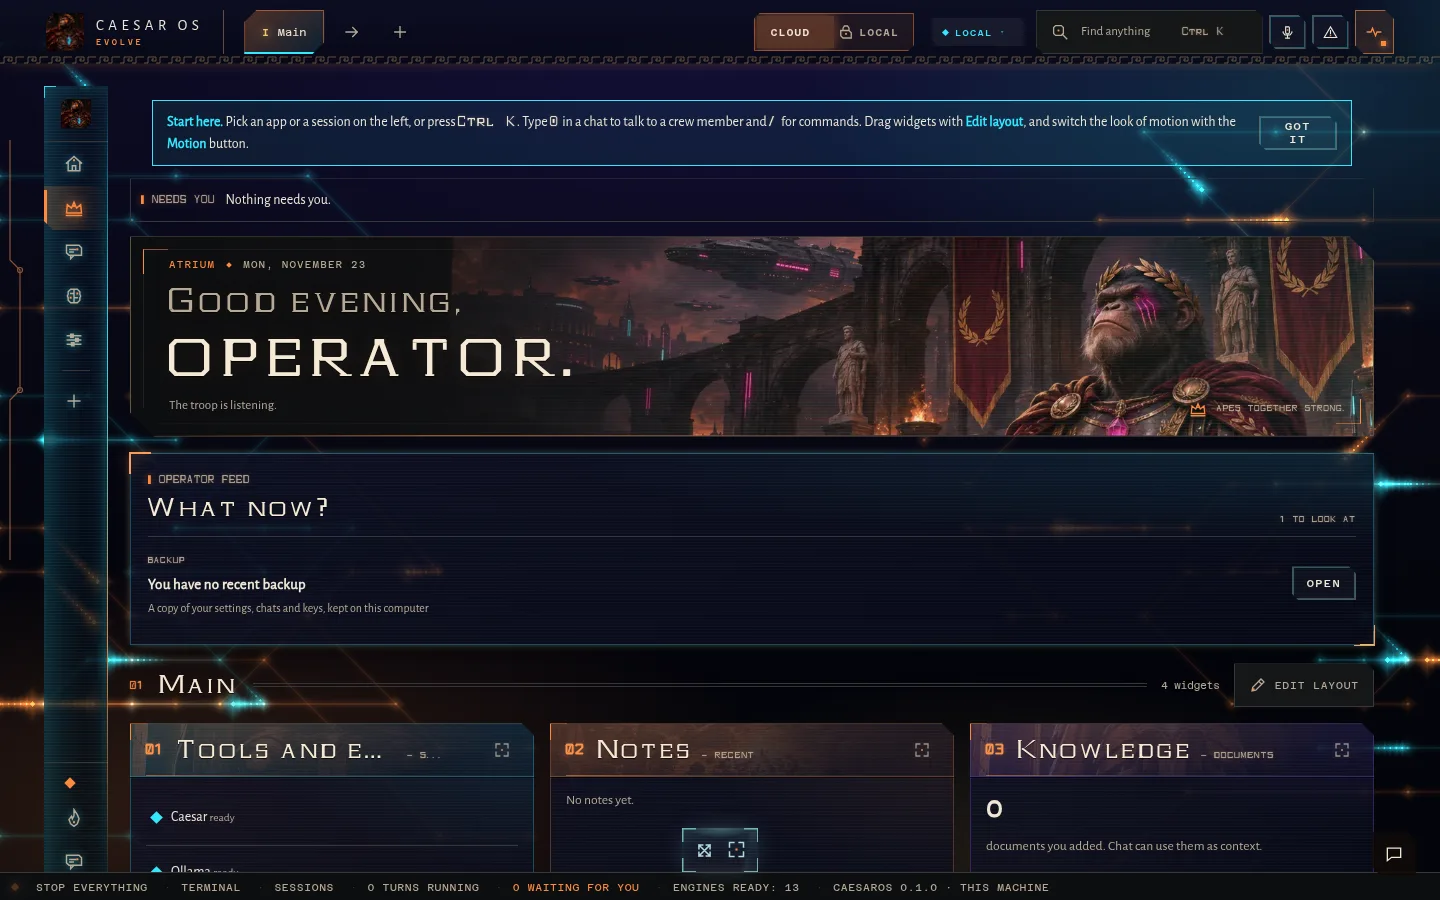 CAESAR OS
EVOLVE
I Main
CLOUD
LOCAL
LOCAL
Find anything CTRL K
Start here. Pick an app or a session on the left, or press CTRL K. Type @ in a chat to talk to a crew member and / for commands. Drag widgets with Edit layout, and switch the look of motion with the
Motion button.
GOT
IT
NEEDS YOU Nothing needs you.
ATRIUM ◆ MON, NOVEMBER 23
GOOD EVENING,
OPERATOR.
The troop is listening.
APES TOGETHER STRONG.
OPERATOR FEED
WHAT NOW?
1 TO LOOK AT
BACKUP
You have no recent backup
A copy of your settings, chats and keys, kept on this computer
OPEN
01 MAIN
4 widgets
EDIT LAYOUT
01 TOOLS AND E... – S...
02 NOTES – RECENT
03 KNOWLEDGE – DOCUMENTS
Caesar ready
Ollama ready
No notes yet.
0
documents you added. Chat can use them as context.
STOP EVERYTHING · TERMINAL · SESSIONS · 0 TURNS RUNNING · 0 WAITING FOR YOU · ENGINES READY: 13 · CAESAROS 0.1.0 · THIS MACHINE